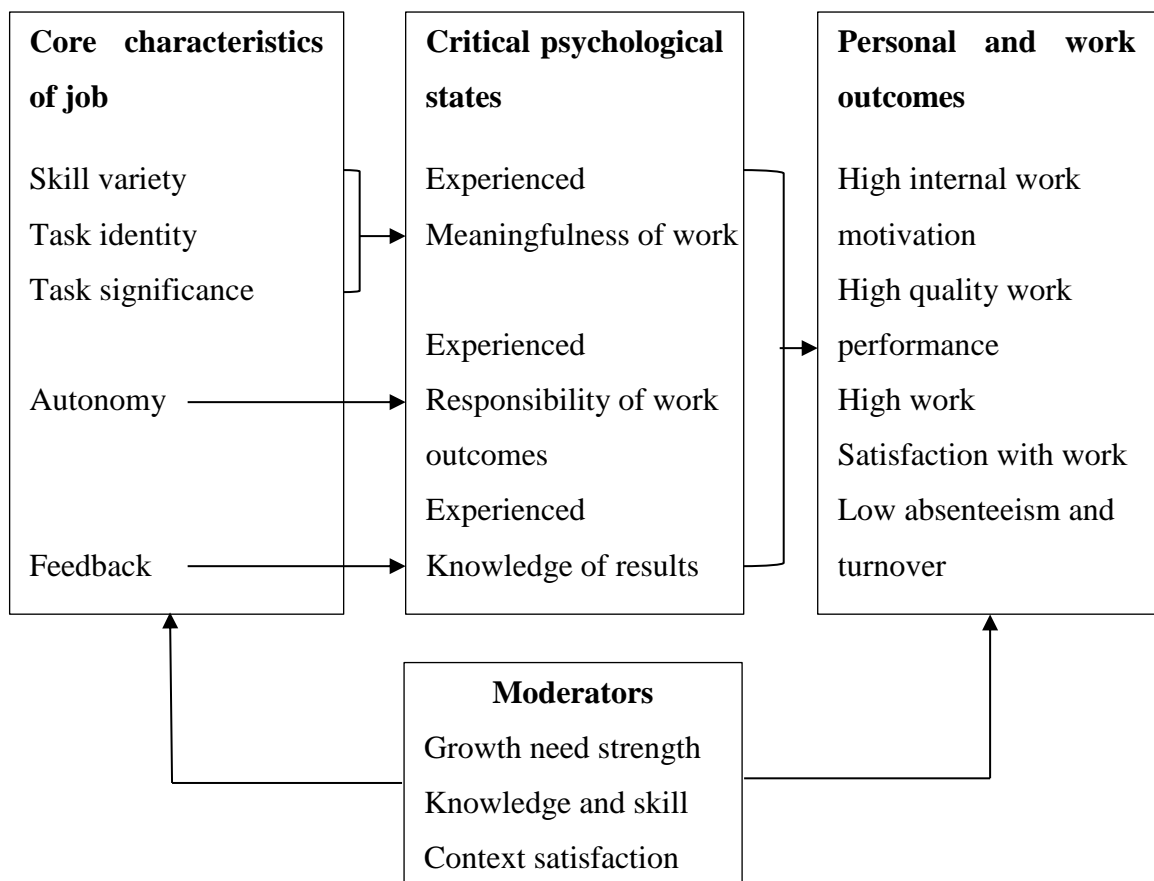 Core characteristics
of job
Skill variety
Task identity
Task significance
Autonomy
Feedback
Critical psychological
states
Experienced
Meaningfulness of work
Experienced
Responsibility of work
outcomes
Experienced
Knowledge of results
Personal and work
outcomes
High internal work
motivation
High quality work
performance
High work
Satisfaction with work
Low absenteeism and
turnover
Moderators
Growth need strength
Knowledge and skill
Context satisfaction